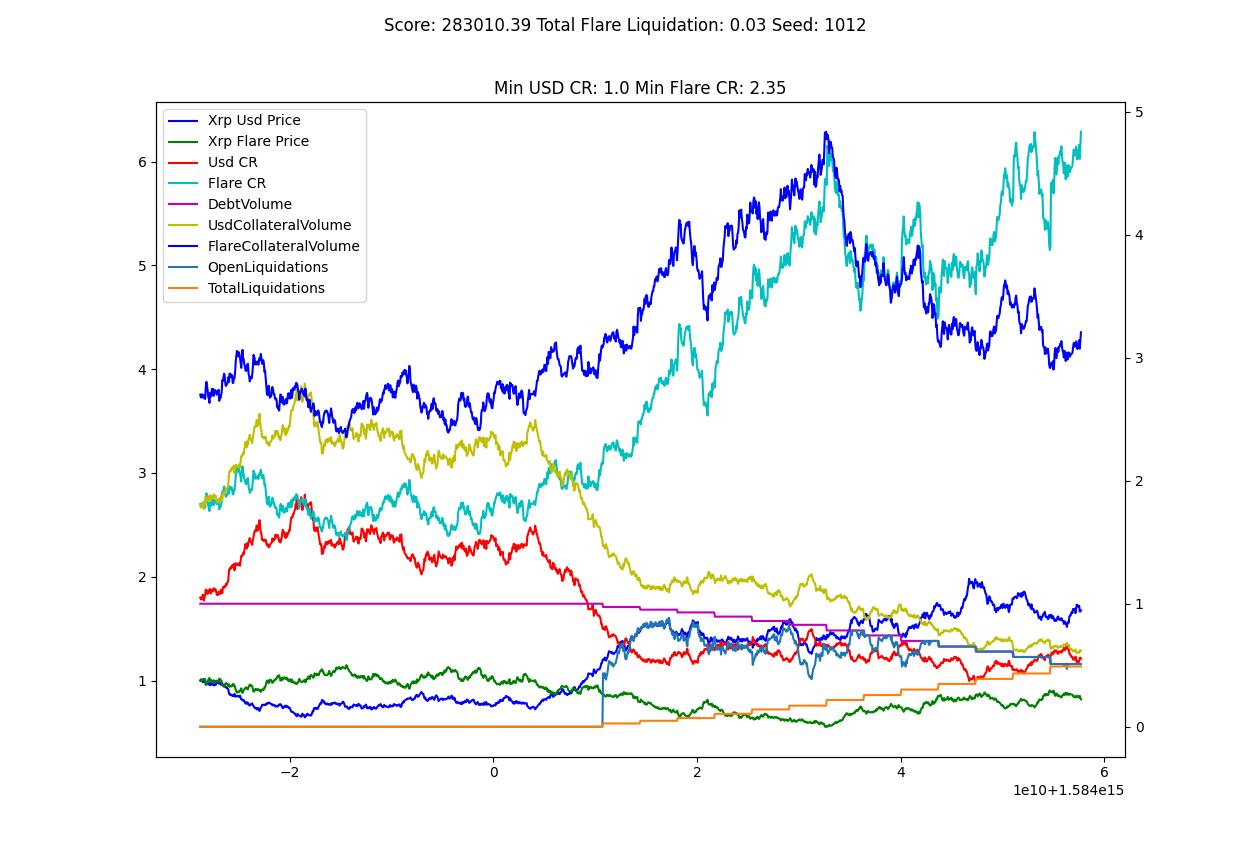 Score: 283010.39 Total Flare Liquidation: 0.03 Seed: 1012
Min USD CR: 1.0 Min Flare CR: 2.35
Xrp Usd Price
Xrp Flare Price
Usd CR
Flare CR
DebtVolume
UsdCollateralVolume
FlareCollateralVolume
OpenLiquidations
TotalLiquidations
6
5
4
3
2
1
5
4
3
2
1
0
−2
0
2
4
6
1e10+1.584e15